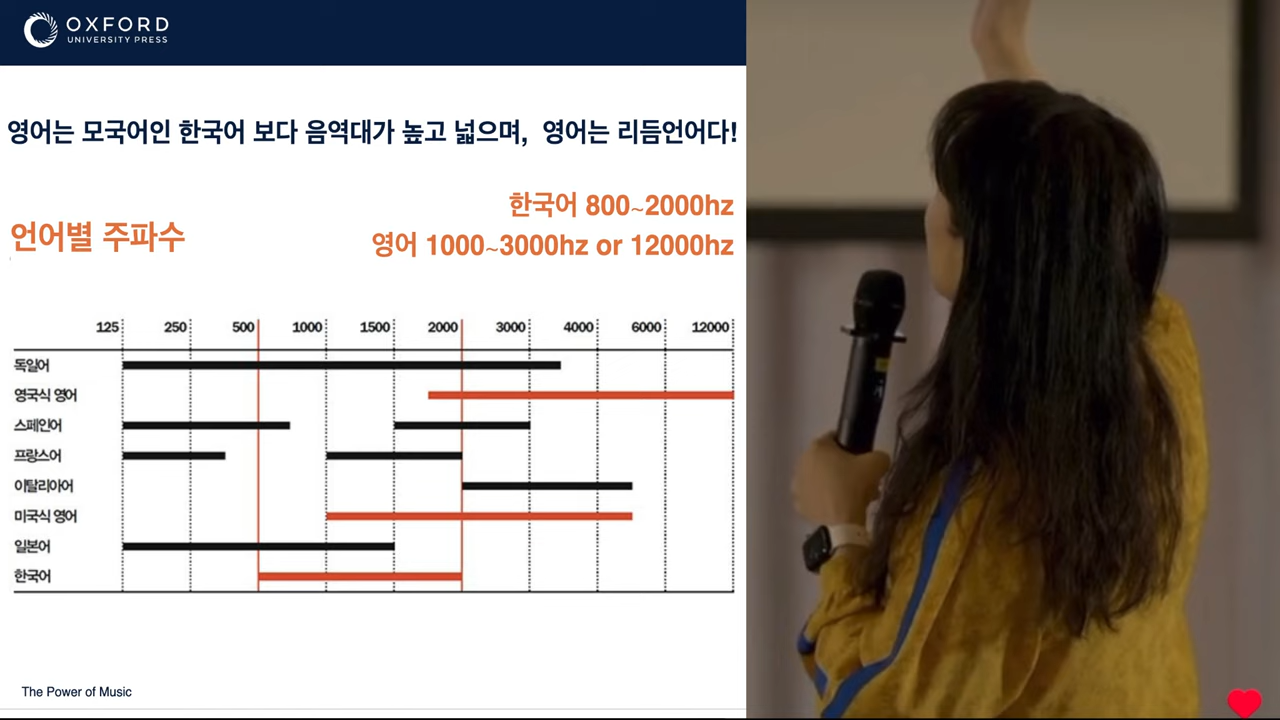 OXFORD
UNIVERSITY PRESS
영어는 모국어인 한국어 보다 음역대가 높고 넓으며, 영어는 리듬언어다!
한국어 800~2000hz
언어별 주파수
영어 1000~3000hz or 12000hz
125 250 500 1000 1500 2000 3000 4000 6000 12000
독일어
영국식 영어
스페인어
프랑스어
이탈리아어
미국식 영어
일본어
한국어
The Power of Music